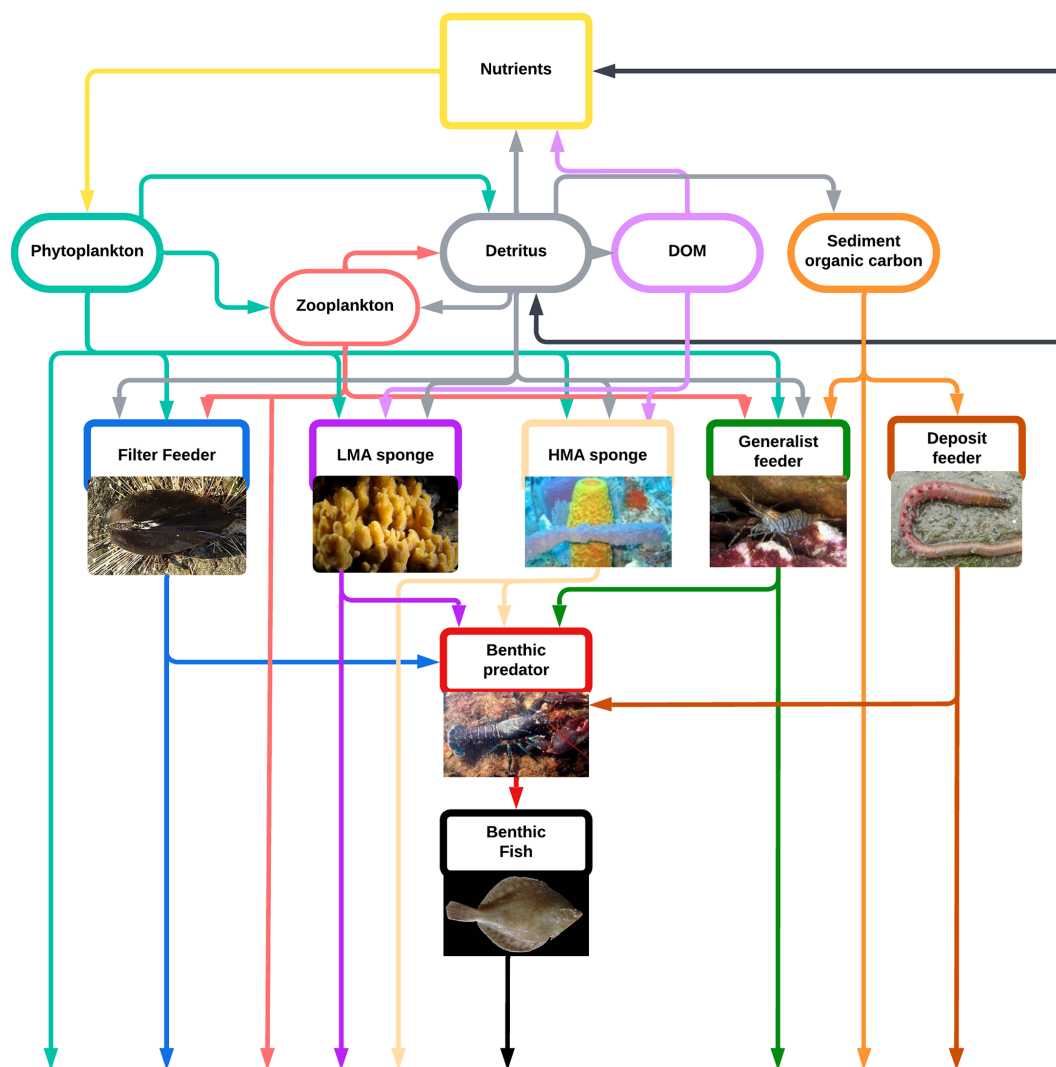 Nutrients
Phytoplankton
Detritus
DOM
Sediment
organic carbon
Zooplankton
Filter Feeder
LMA sponge
HMA sponge
Generalist
feeder
Deposit
feeder
Benthic
predator
Benthic
Fish